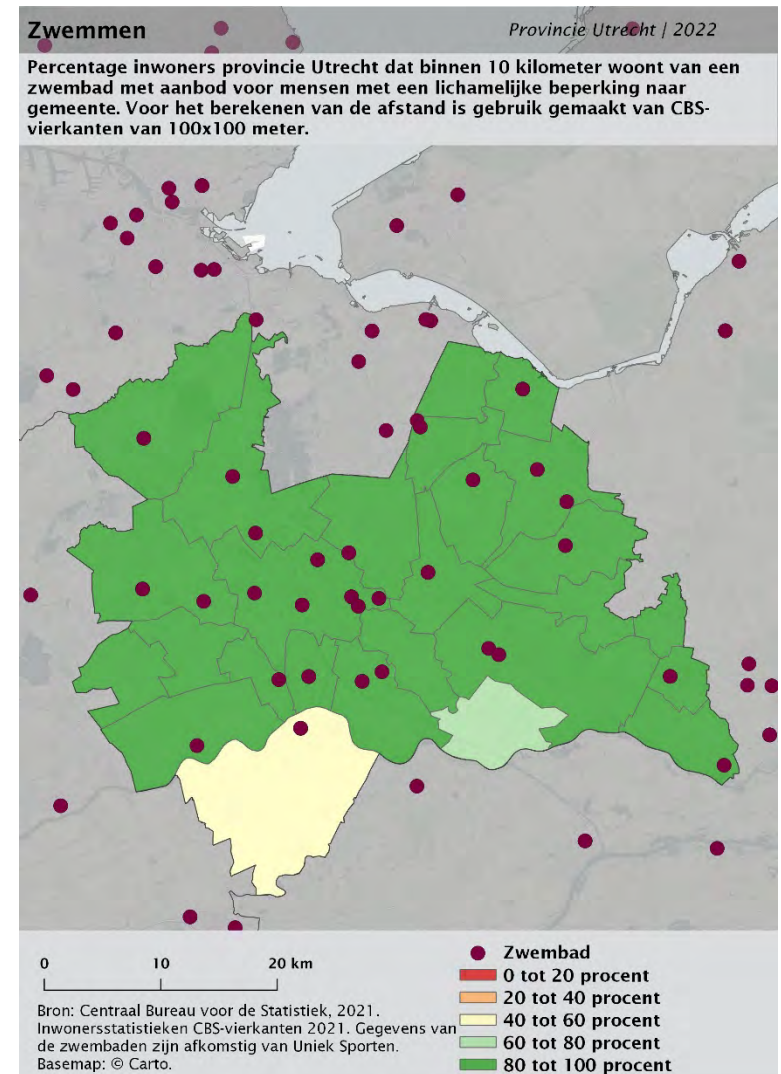 Zwemmen
Provincie Utrecht | 2022
Percentage inwoners provincie Utrecht dat binnen 10 kilometer woont van een
zwembad met aanbod voor mensen met een lichamelijke beperking naar
gemeente. Voor het berekenen van de afstand is gebruik gemaakt van CBS-
vierkanten van 100x100 meter.
0 10 20 km
Bron: Centraal Bureau voor de Statistiek, 2021.
Inwonersstatistieken CBS-vierkanten 2021. Gegevens van
de zwembaden zijn afkomstig van Uniek Sporten.
Basemap: © Carto.
Zwembad
0 tot 20 procent
20 tot 40 procent
40 tot 60 procent
60 tot 80 procent
80 tot 100 procent